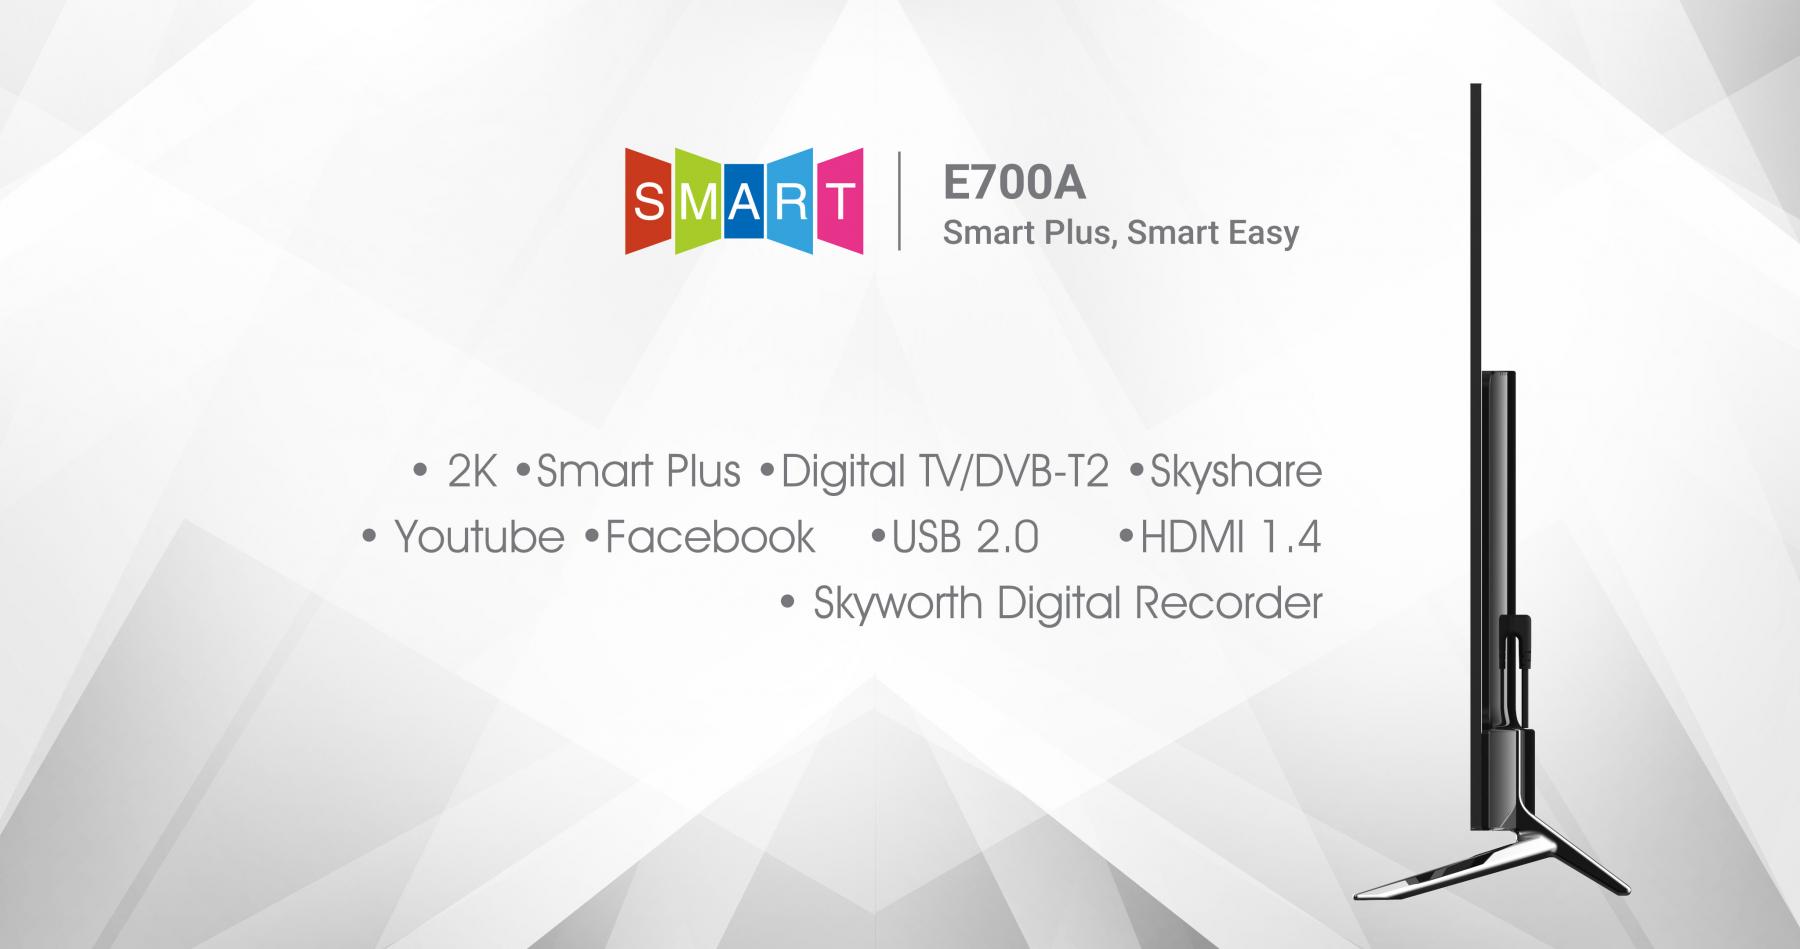 SMART
E700A
Smart Plus, Smart Easy
• 2K •Smart Plus •Digital TV/DVB-T2 •Skyshare
• Youtube •Facebook •USB 2.0 •HDMI 1.4
• Skyworth Digital Recorder